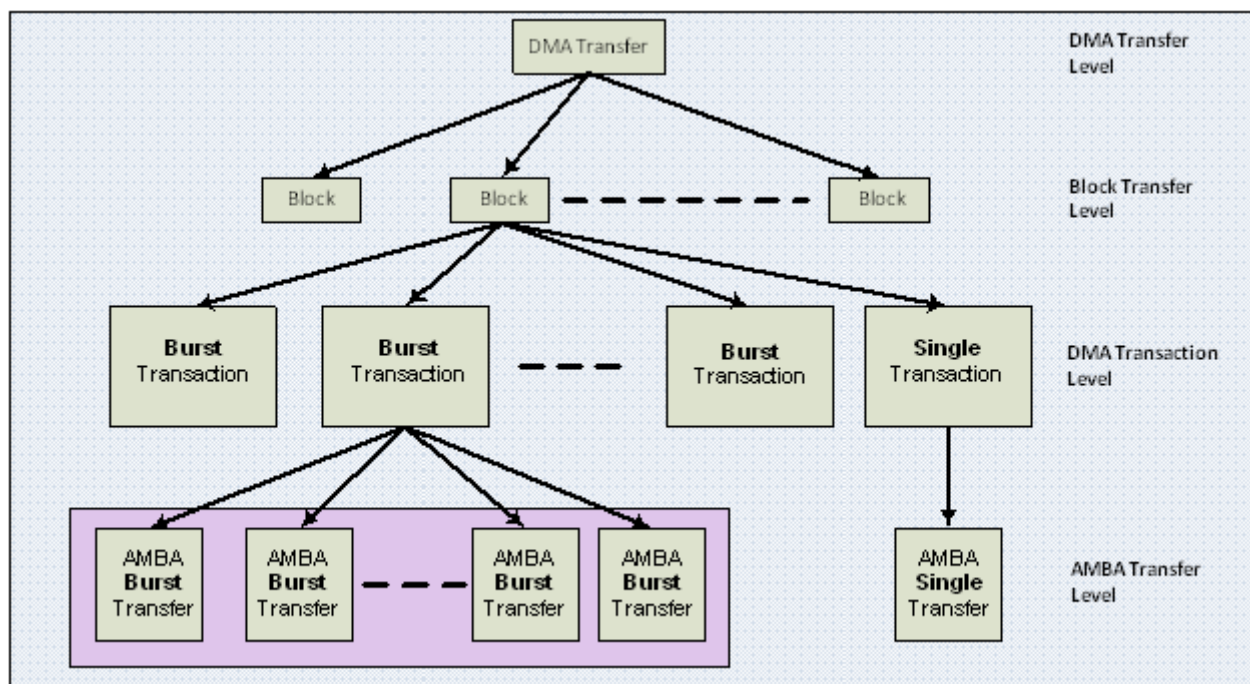 DMA Transfer
DMA Transfer
Level
Block
Block
Block
Block Transfer
Level
Burst
Transaction
Burst
Transaction
Burst
Transaction
Single
Transaction
DMA Transaction
Level
AMBA
Burst
Transfer
AMBA
Burst
Transfer
AMBA
Burst
Transfer
AMBA
Burst
Transfer
AMBA
Single
Transfer
AMBA Transfer
Level